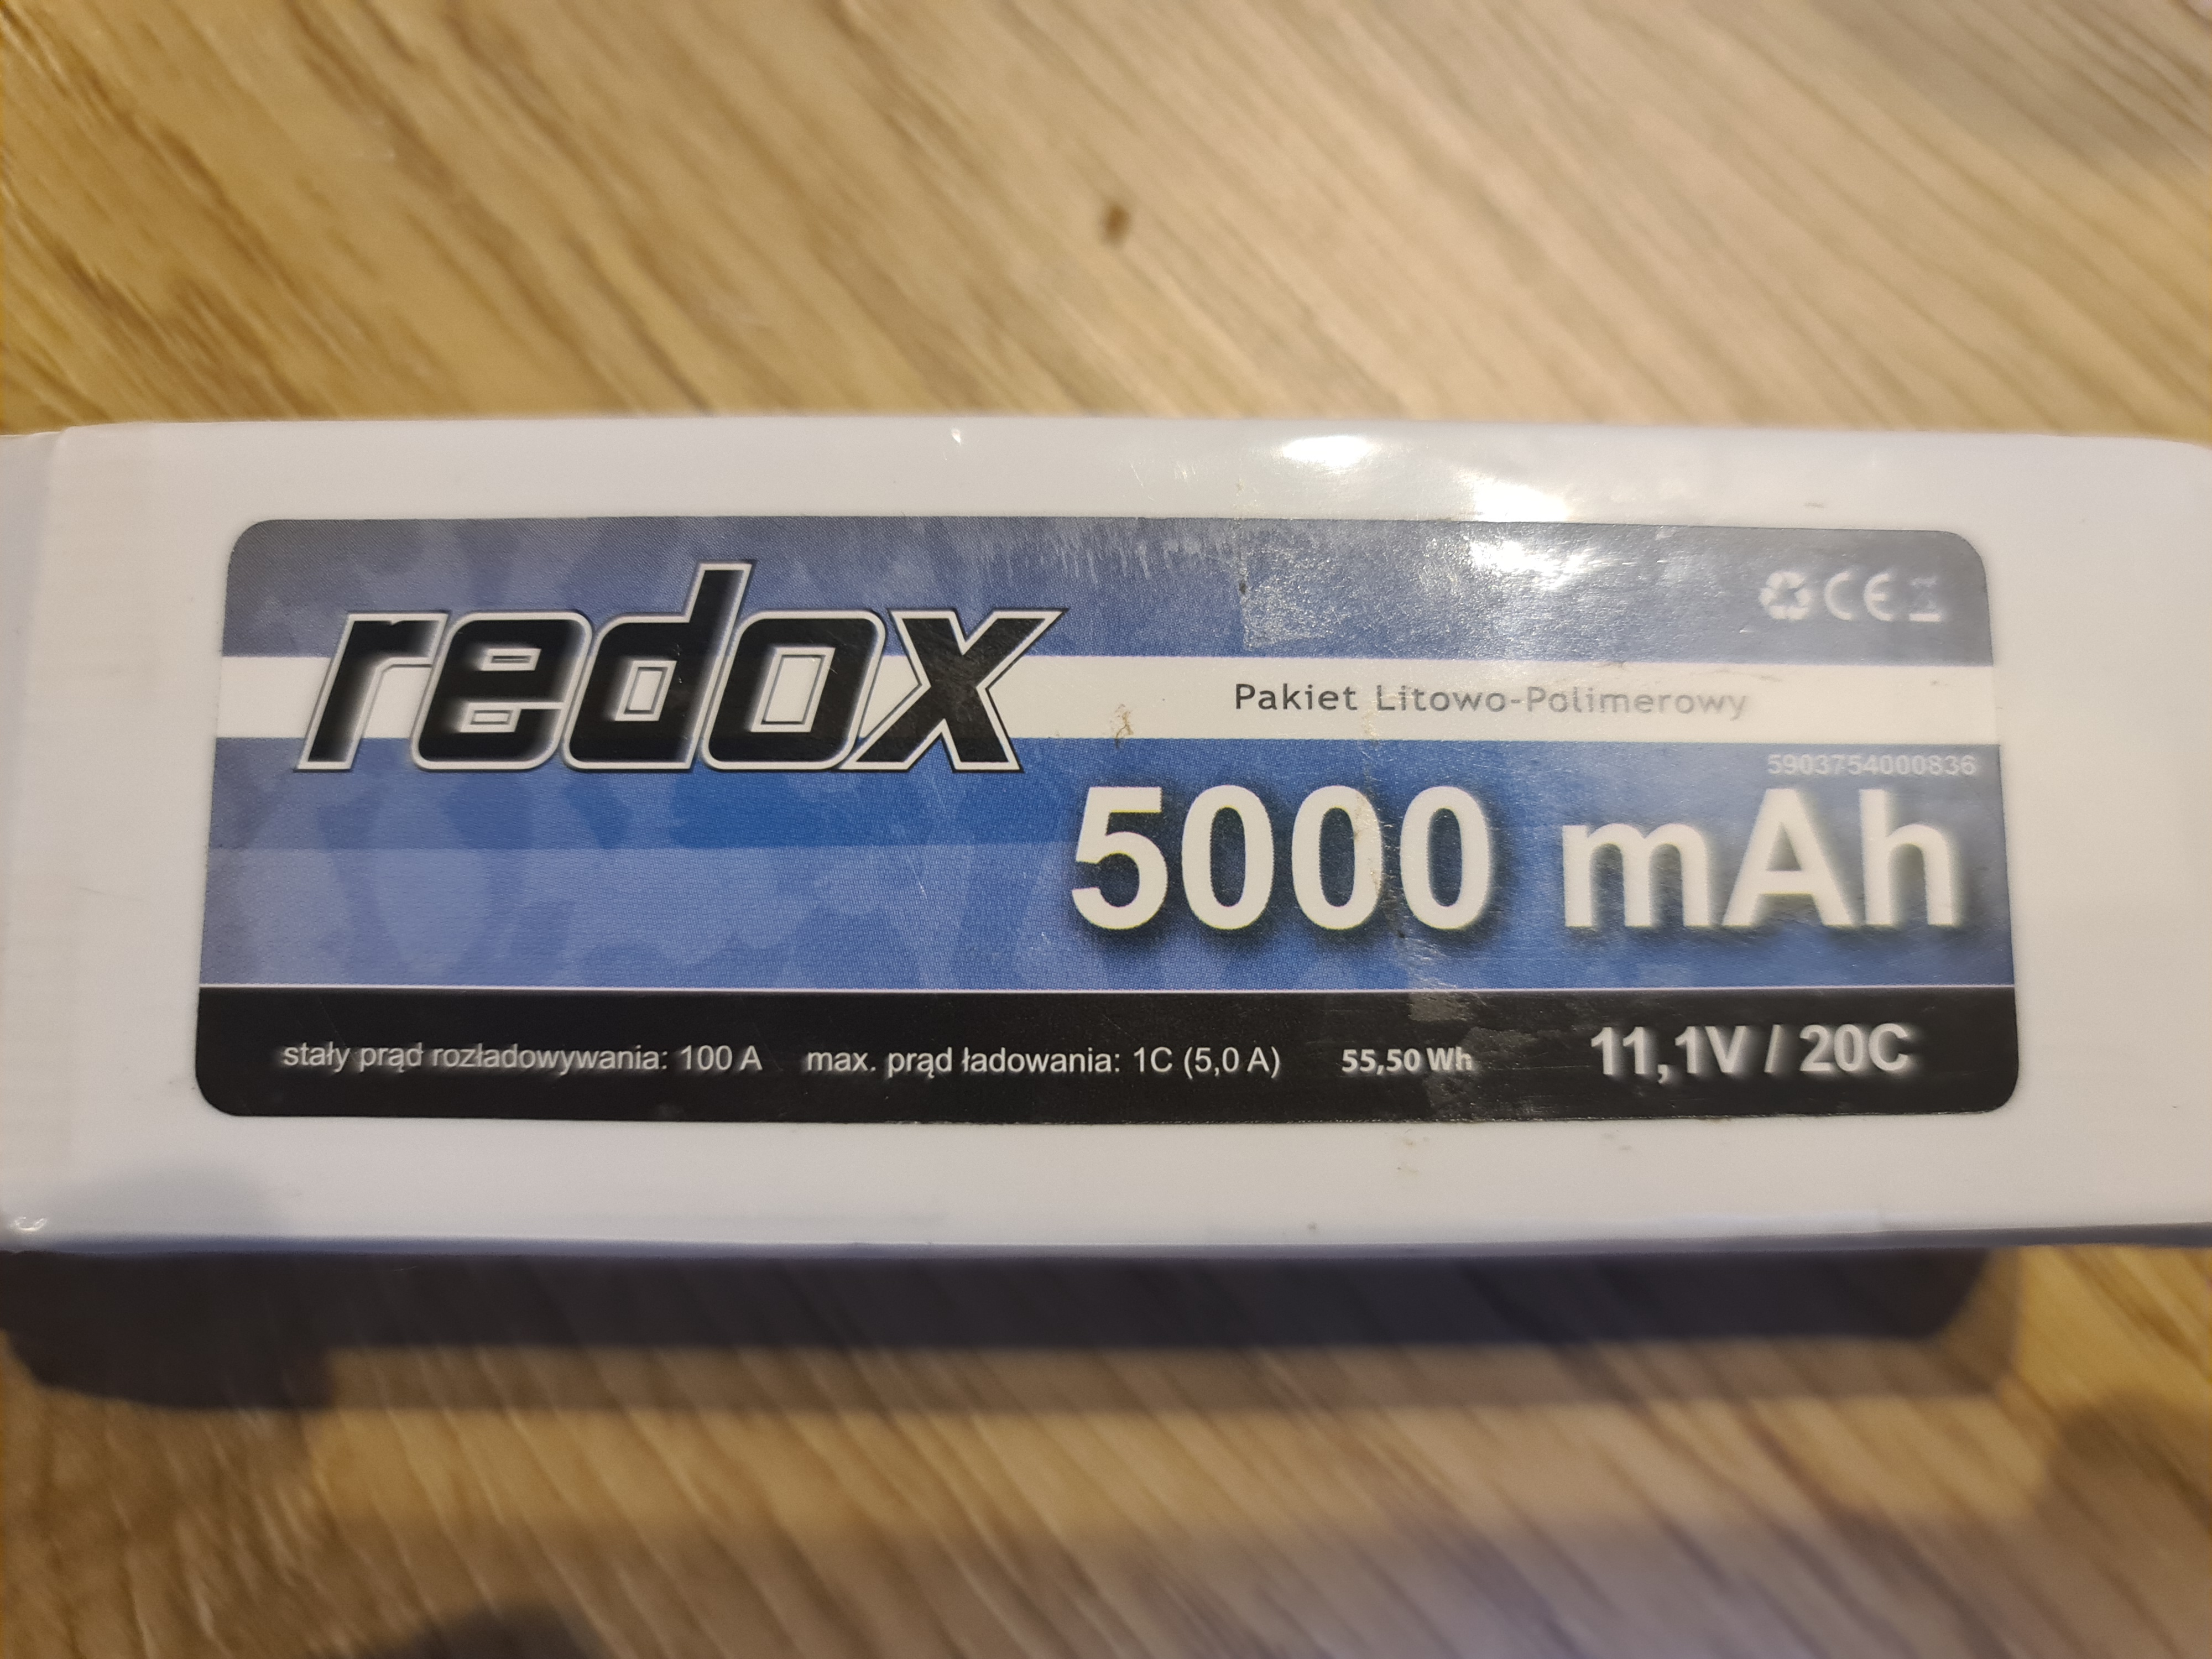 redox
CE
Pakiet Litowo-Polimerowy
5903754000836
5000 mAh
stały prąd rozładowywania: 100 A max. prąd ładowania: 1C (5,0 A) 55,50 Wh 11,1V / 20C